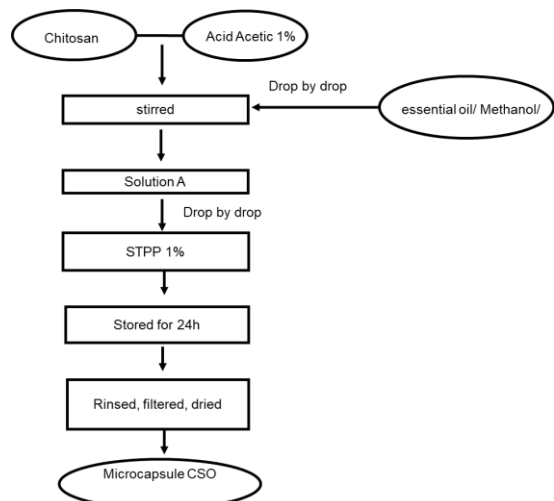 Chitosan
Acid Acetic 1%
Drop by drop
stirred
essential oil/ Methanol/
Solution A
Drop by drop
STPP 1%
Stored for 24h
Rinsed, filtered, dried
Microcapsule CSO